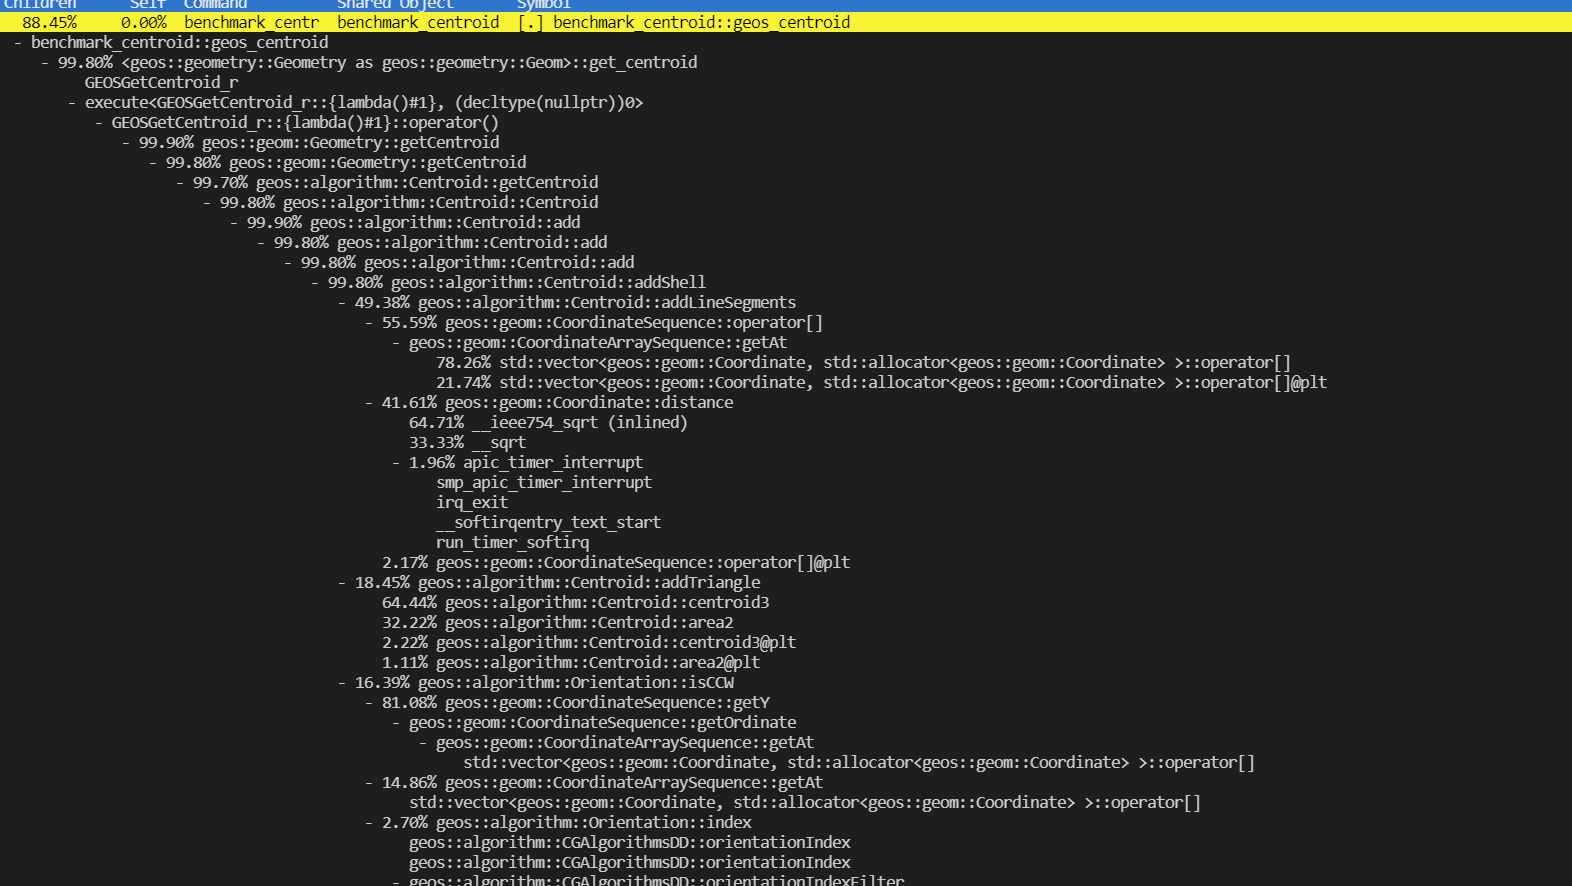 Children Self Command Shared Object Symbol
88.45% 0.00% benchmark_centr benchmark_centroid [.] benchmark_centroid::geos_centroid
- benchmark_centroid::geos_centroid
- 99.80% <geos::geometry::Geometry as geos::geometry::Geom>::get_centroid
GEOSGetCentroid_r
- execute<GEOSGetCentroid_r::{lambda()#1}, (decltype(nullptr))0>
- GEOSGetCentroid_r::{lambda()#1}::operator()
- 99.90% geos::geom::Geometry::getCentroid
- 99.80% geos::geom::Geometry::getCentroid
- 99.70% geos::algorithm::Centroid::getCentroid
- 99.80% geos::algorithm::Centroid::Centroid
- 99.90% geos::algorithm::Centroid::add
- 99.80% geos::algorithm::Centroid::add
- 99.80% geos::algorithm::Centroid::add
- 99.80% geos::algorithm::Centroid::addShell
- 49.38% geos::algorithm::Centroid::addLineSegments
- 55.59% geos::geom::CoordinateSequence::operator[]
- geos::geom::CoordinateArraySequence::getAt
78.26% std::vector<geos::geom::Coordinate, std::allocator<geos::geom::Coordinate> >::operator[]
21.74% std::vector<geos::geom::Coordinate, std::allocator<geos::geom::Coordinate> >::operator[]@plt
- 41.61% geos::geom::Coordinate::distance
64.71% __ieee754_sqrt (inlined)
33.33% __sqrt
- 1.96% apic_timer_interrupt
smp_apic_timer_interrupt
irq_exit
__softirqentry_text_start
run_timer_softirq
2.17% geos::geom::CoordinateSequence::operator[]@plt
- 18.45% geos::algorithm::Centroid::addTriangle
64.44% geos::algorithm::Centroid::centroid3
32.22% geos::algorithm::Centroid::area2
2.22% geos::algorithm::Centroid::centroid3@plt
1.11% geos::algorithm::Centroid::area2@plt
- 16.39% geos::algorithm::Orientation::isCCW
- 81.08% geos::geom::CoordinateSequence::getY
- geos::geom::CoordinateSequence::getOrdinate
- geos::geom::CoordinateArraySequence::getAt
std::vector<geos::geom::Coordinate, std::allocator<geos::geom::Coordinate> >::operator[]
- 14.86% geos::geom::CoordinateArraySequence::getAt
std::vector<geos::geom::Coordinate, std::allocator<geos::geom::Coordinate> >::operator[]
- 2.70% geos::algorithm::Orientation::index
geos::algorithm::CGAlgorithmsDD::orientationIndex
geos::algorithm::CGAlgorithmsDD::orientationIndex
- geos::algorithm::CGAlgorithmsDD::orientationIndexFilter